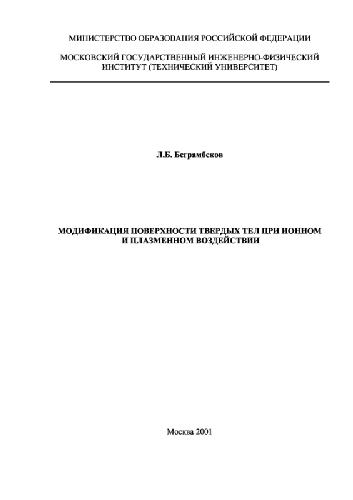 МИНИСТЕРСТВО ОБРАЗОВАНИЯ РОССИЙСКОЙ ФЕДЕРАЦИИ
МОСКОВСКИЙ ГОСУДАРСТВЕННЫЙ ИНЖЕНЕРНО-ФИЗИЧЕСКИЙ
ИНСТИТУТ (ТЕХНИЧЕСКИЙ УНИВЕРСИТЕТ)
Л.Б. Беграмбеков
МОДИФИКАЦИЯ ПОВЕРХНОСТИ ТВЕРДЫХ ТЕЛ ПРИ ИОННОМ
И ПЛАЗМЕННОМ ВОЗДЕЙСТВИИ
Москва 2001